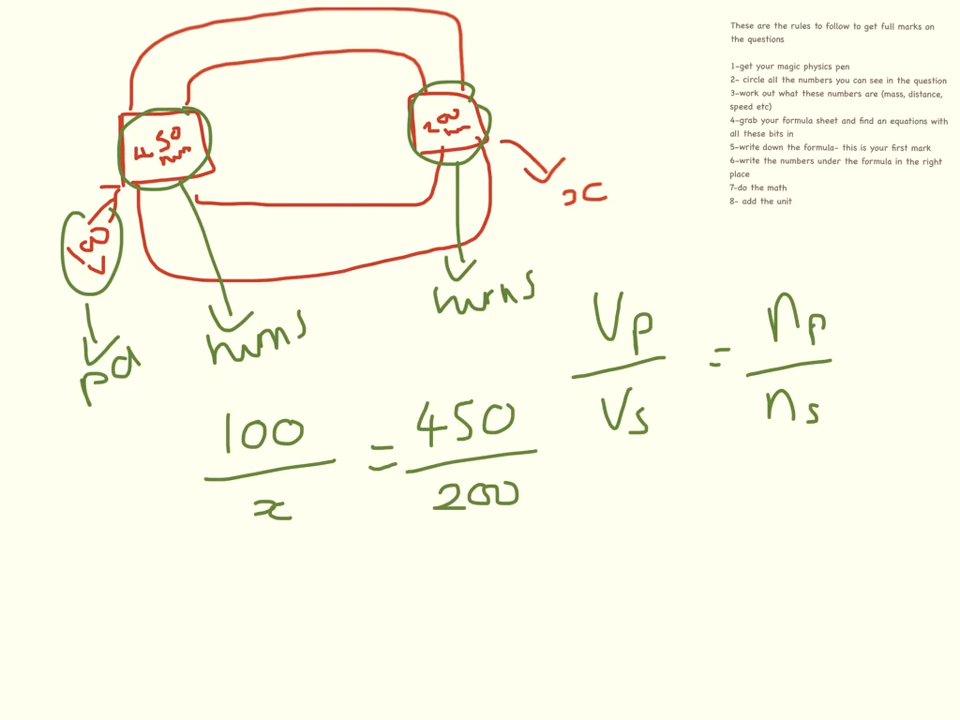 These are the rules to follow to get full marks on
the questions
1-get your magic physics pen
2- circle all the numbers you can see in the question
3-work out what these numbers are (mass, distance,
speed etc)
4-grab your formula sheet and find an equations with
all these bits in
5-write down the formula- this is your first mark
6-write the numbers under the formula in the right
place
7-do the math
8- add the unit
450
200
x
pd
turns
turns
Vp/Vs = np/ns
100/x = 450/200